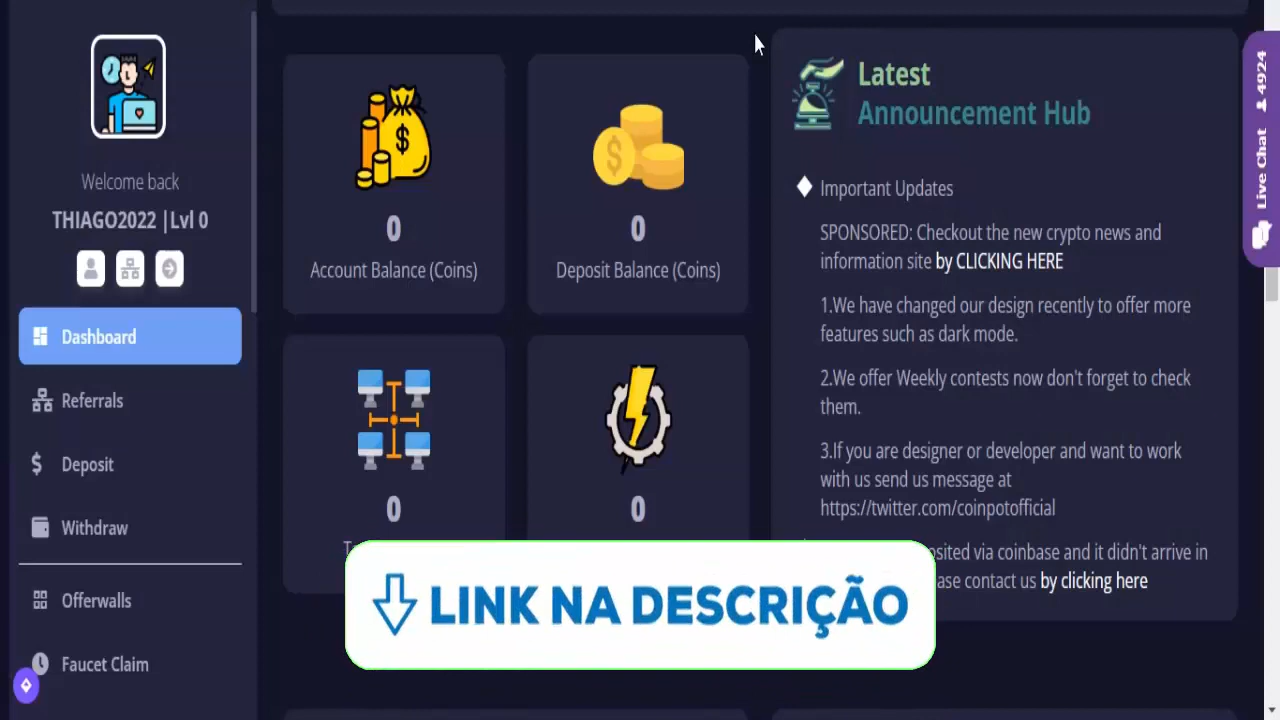 Welcome back
THIAGO2022 |Lvl 0
Dashboard
Referrals
Deposit
Withdraw
Offerwalls
Faucet Claim
0
Account Balance (Coins)
0
Deposit Balance (Coins)
0
0
Latest
Announcement Hub
Important Updates
SPONSORED: Checkout the new crypto news and
information site by CLICKING HERE
1.We have changed our design recently to offer more
features such as dark mode.
2.We offer Weekly contests now don't forget to check
them.
3.If you are designer or developer and want to work
with us send us message at
https://twitter.com/coinpotofficial
via coinbase and it didn't arrive in
contact us by clicking here
LINK NA DESCRIÇÃO
Live Chat 4924